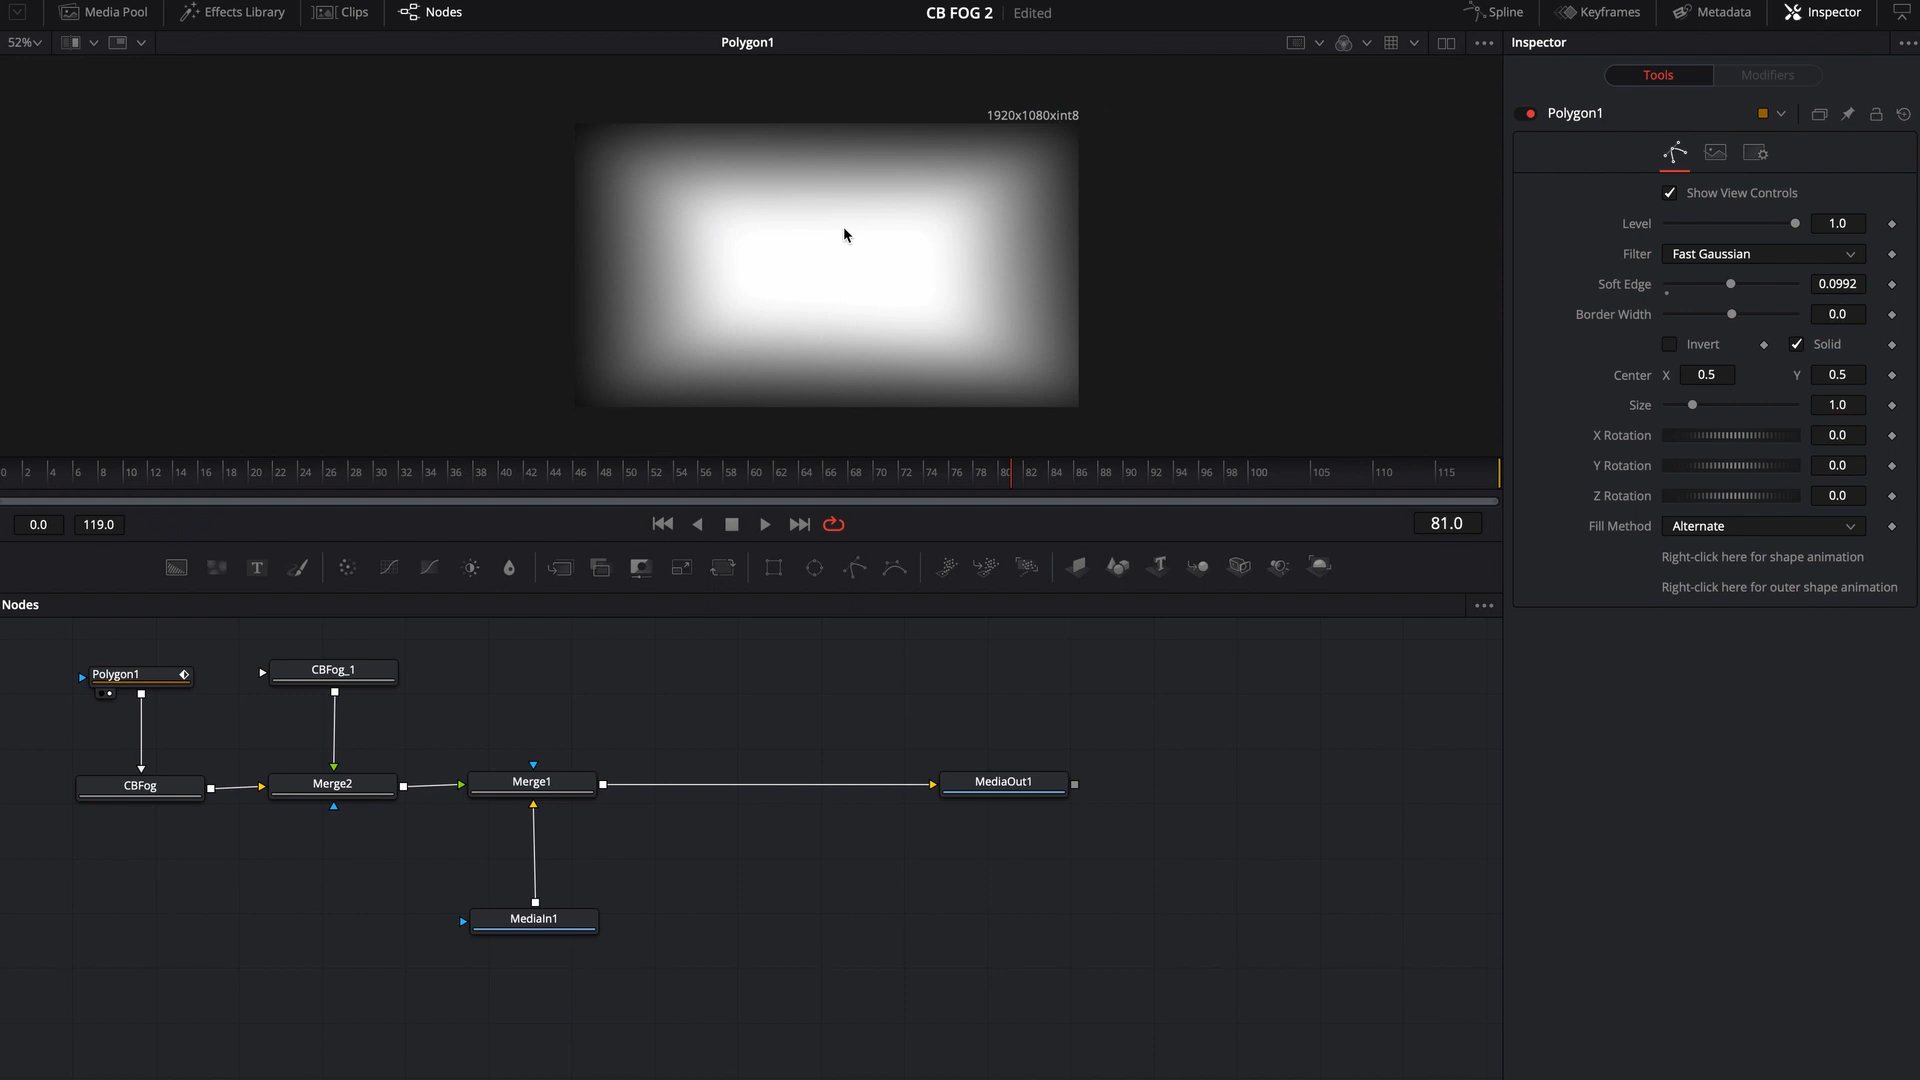 Media Pool Effects Library Clips Nodes CB FOG 2 Edited Spline Keyframes Metadata Inspector
52% Polygon1 Inspector
Tools Modifiers
1920x1080xint8
Polygon1
Show View Controls
Level 1.0
Filter Fast Gaussian
Soft Edge 0.0992
Border Width 0.0
Invert Solid
Center X 0.5 Y 0.5
Size 1.0
X Rotation 0.0
Y Rotation 0.0
Z Rotation 0.0
Fill Method Alternate
Right-click here for shape animation
Right-click here for outer shape animation
0 2 4 6 8 10 12 14 16 18 20 22 24 26 28 30 32 34 36 38 40 42 44 46 48 50 52 54 56 58 60 62 64 66 68 70 72 74 76 78 80 82 84 86 88 90 92 94 96 98 100 105 110 115
0.0 119.0 81.0
T T
Nodes
Polygon1 CBFog_1
CBFog Merge2 Merge1 MediaOut1
MediaIn1